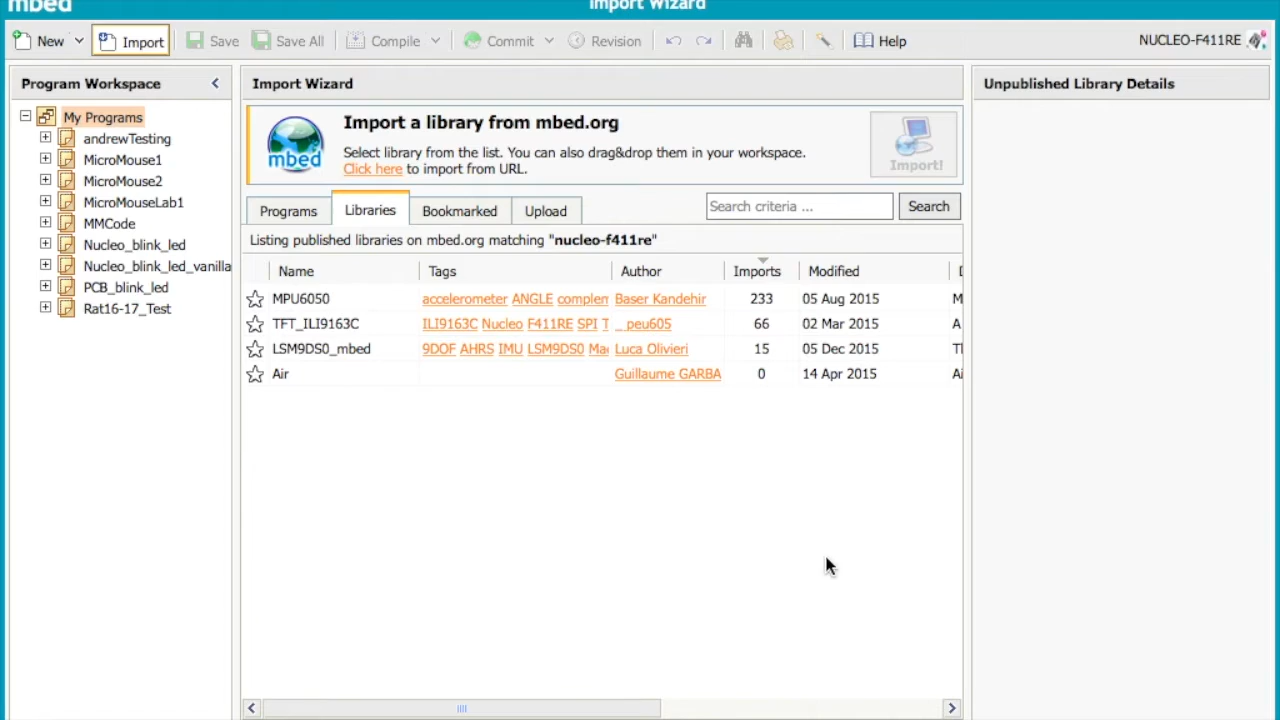 mbed
Import Wizard
New
Import
Save
Save All
Compile
Commit
Revision
Help
NUCLEO-F411RE
Program Workspace
My Programs
andrewTesting
MicroMouse1
MicroMouse2
MicroMouseLab1
MMCode
Nucleo_blink_led
Nucleo_blink_led_vanilla
PCB_blink_led
Rat16-17_Test
Import Wizard
mbed
Import a library from mbed.org
Select library from the list. You can also drag&drop them in your workspace.
Click here to import from URL.
Import!
Programs
Libraries
Bookmarked
Upload
Search criteria ...
Search
Listing published libraries on mbed.org matching "nucleo-f411re"
Name Tags Author Imports Modified
MPU6050 accelerometer ANGLE complem Baser Kandehir 233 05 Aug 2015 M
TFT_ILI9163C ILI9163C Nucleo F411RE SPI T _ peu605 66 02 Mar 2015 A
LSM9DS0_mbed 9DOF AHRS IMU LSM9DS0 Mag Luca Olivieri 15 05 Dec 2015 Tl
Air Guillaume GARBA 0 14 Apr 2015 Ai
Unpublished Library Details